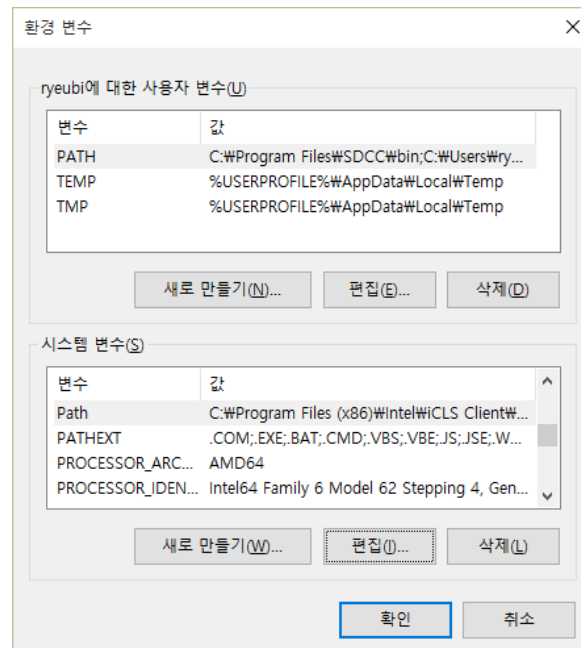 환경 변수
ryeubi에 대한 사용자 변수(U)
변수 값
PATH C:₩Program Files₩SDCC₩bin;C:₩Users₩ry...
TEMP %USERPROFILE%₩AppData₩Local₩Temp
TMP %USERPROFILE%₩AppData₩Local₩Temp
새로 만들기(N)... 편집(E)... 삭제(D)
시스템 변수(S)
변수 값
Path C:₩Program Files (x86)₩Intel₩iCLS Client₩...
PATHEXT .COM;.EXE;.BAT;.CMD;.VBS;.VBE;.JS;.JSE;.W...
PROCESSOR_ARC... AMD64
PROCESSOR_IDEN... Intel64 Family 6 Model 62 Stepping 4, Gen...
새로 만들기(W)... 편집(I)... 삭제(L)
확인 취소